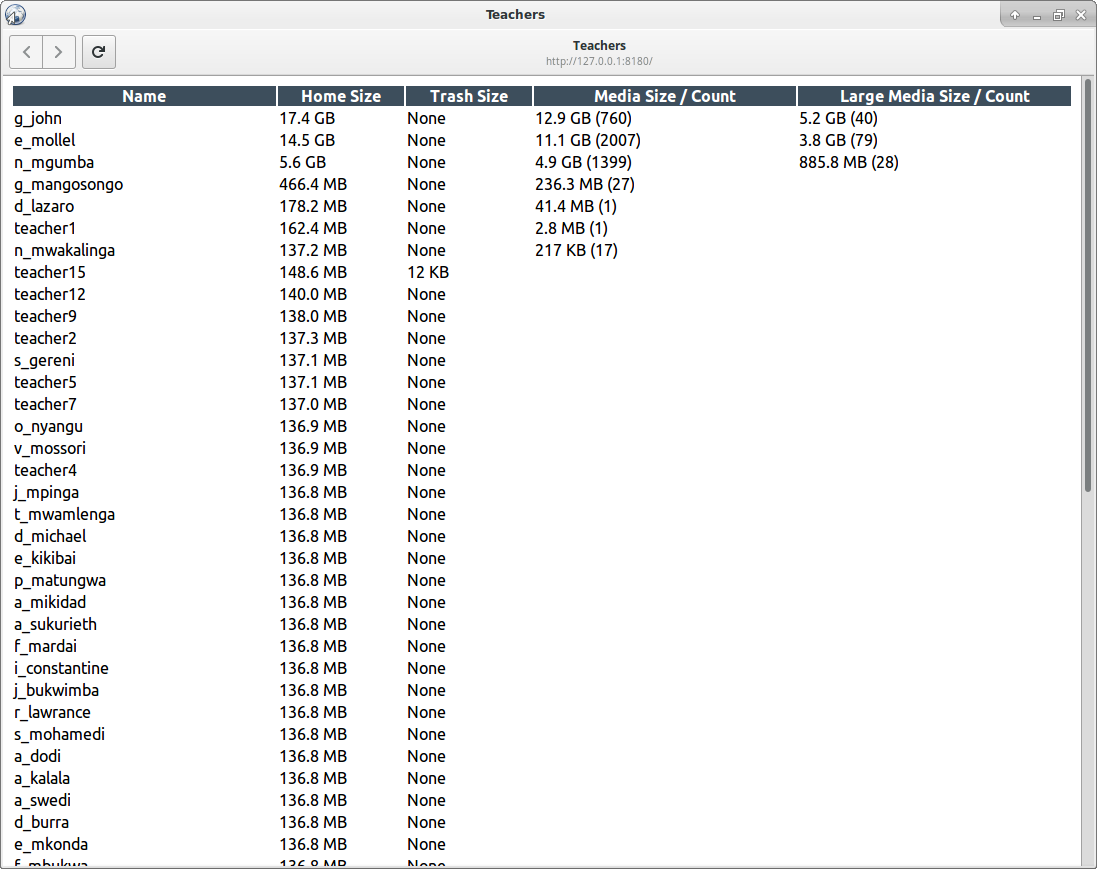 Teachers
Teachers
http://127.0.0.1:8180/
Name Home Size Trash Size Media Size / Count Large Media Size / Count
g_john 17.4 GB None 12.9 GB (760) 5.2 GB (40)
e_mollel 14.5 GB None 11.1 GB (2007) 3.8 GB (79)
n_mgumba 5.6 GB None 4.9 GB (1399) 885.8 MB (28)
g_mangosongo 466.4 MB None 236.3 MB (27)
d_lazaro 178.2 MB None 41.4 MB (1)
teacher1 162.4 MB None 2.8 MB (1)
n_mwakalinga 137.2 MB None 217 KB (17)
teacher15 148.6 MB 12 KB
teacher12 140.0 MB None
teacher9 138.0 MB None
teacher2 137.3 MB None
s_gereni 137.1 MB None
teacher5 137.1 MB None
teacher7 137.0 MB None
o_nyangu 136.9 MB None
v_mossori 136.9 MB None
teacher4 136.9 MB None
j_mpinga 136.8 MB None
t_mwamlenga 136.8 MB None
d_michael 136.8 MB None
e_kikibai 136.8 MB None
p_matungwa 136.8 MB None
a_mikidad 136.8 MB None
a_sukurieth 136.8 MB None
f_mardai 136.8 MB None
i_constantine 136.8 MB None
j_bukwimba 136.8 MB None
r_lawrance 136.8 MB None
s_mohamedi 136.8 MB None
a_dodi 136.8 MB None
a_kalala 136.8 MB None
a_swedi 136.8 MB None
d_burra 136.8 MB None
e_mkonda 136.8 MB None
f_mbukwa 136.8 MB None